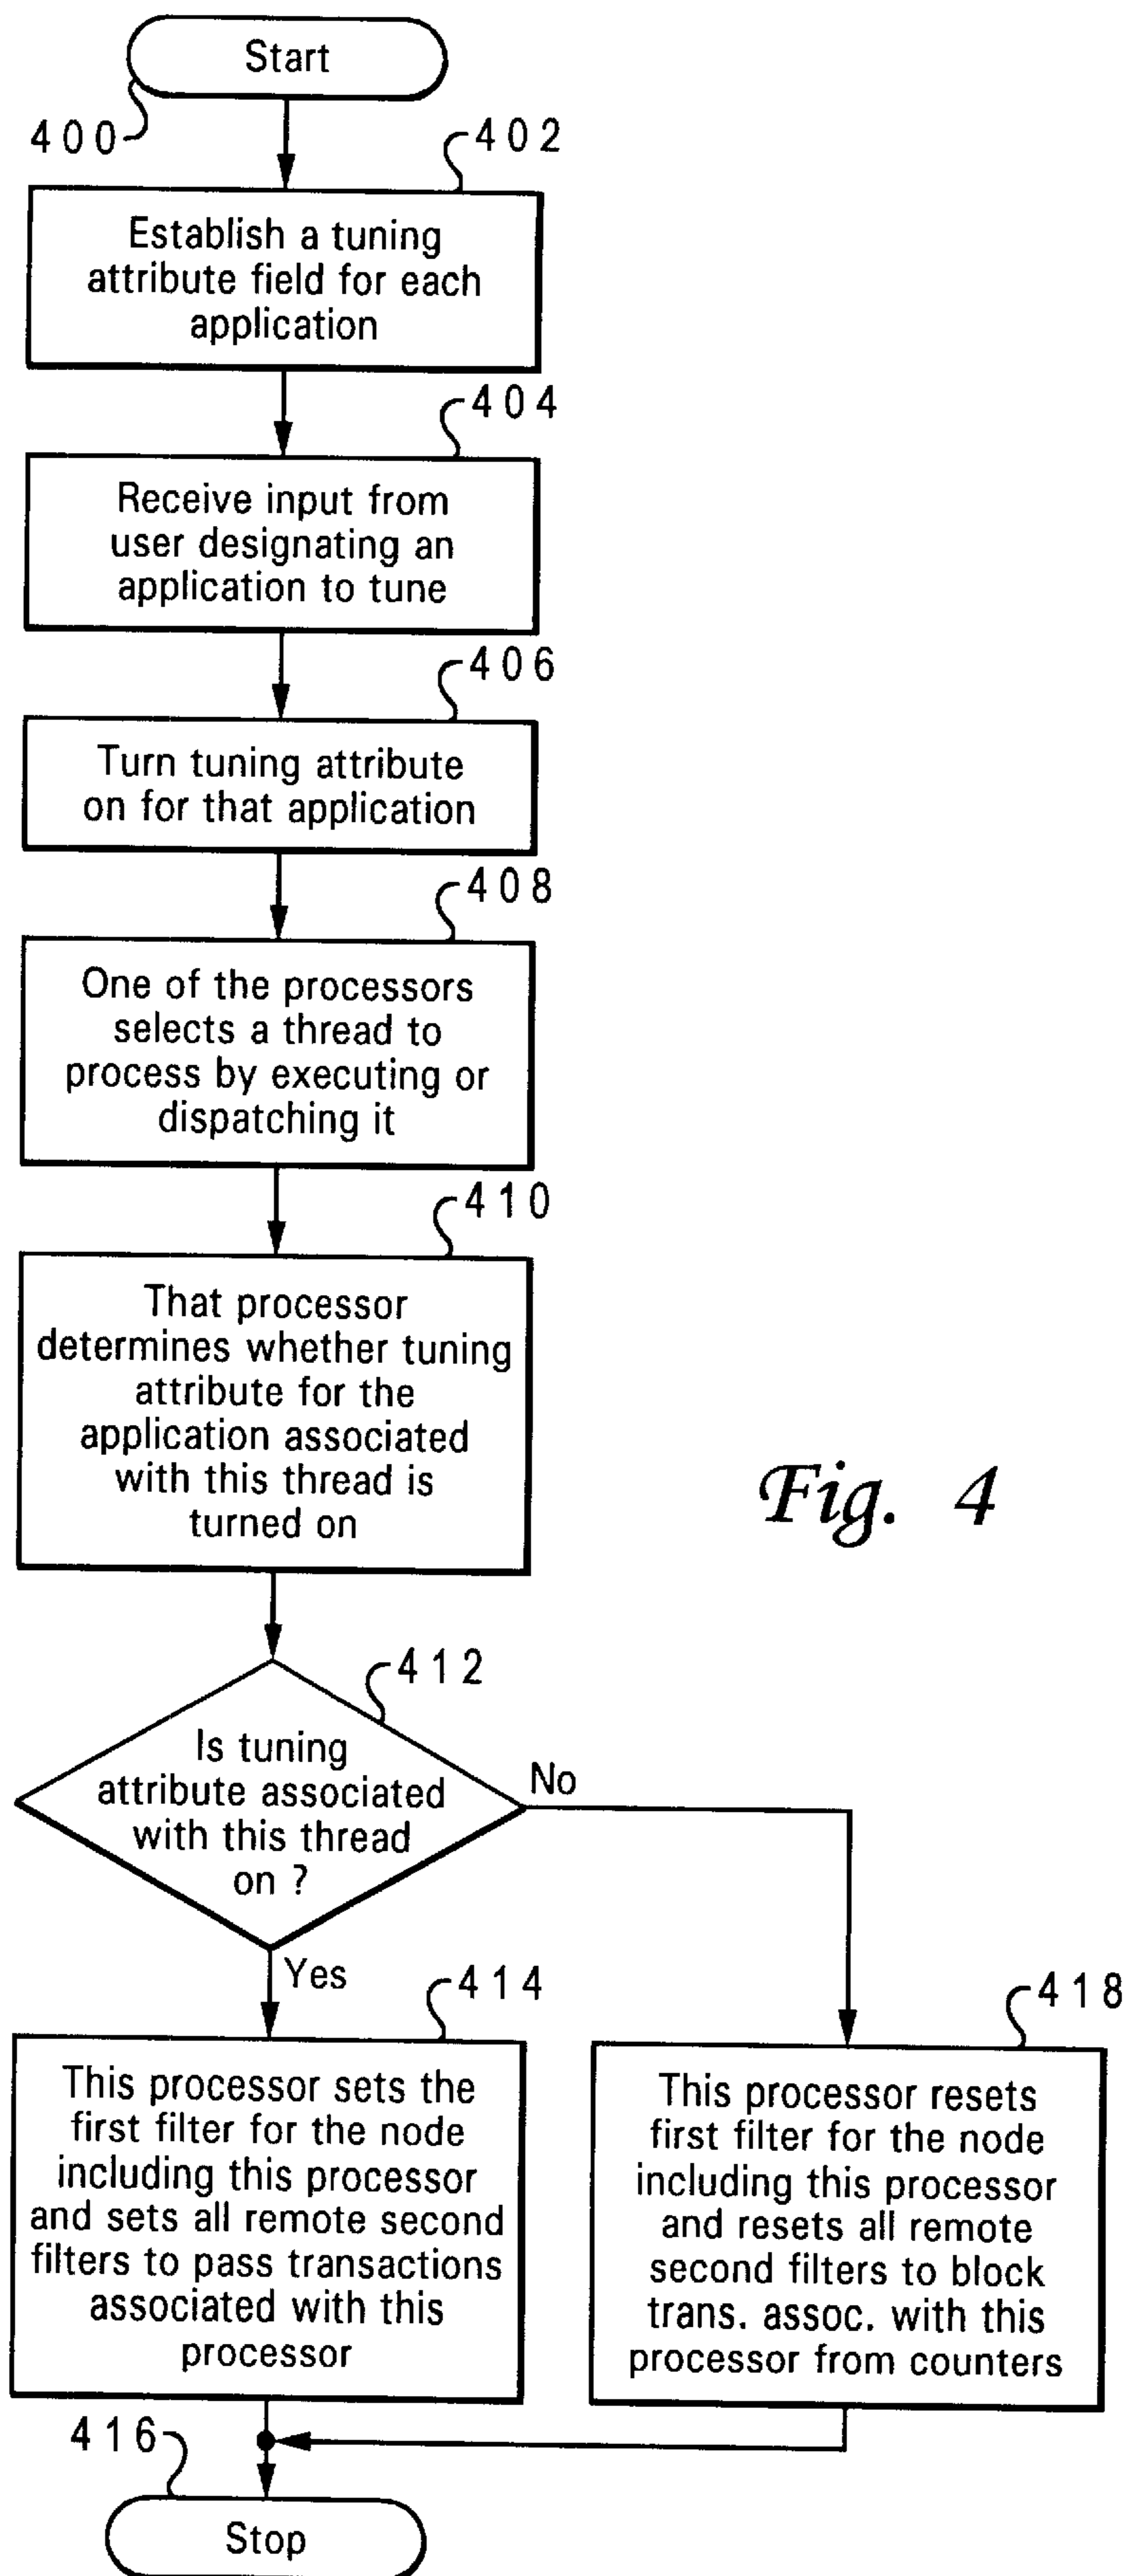 Start
400
402
Establish a tuning
attribute field for each
application
404
Receive input from
user designating an
application to tune
406
Turn tuning attribute
on for that application
408
One of the processors
selects a thread to
process by executing or
dispatching it
410
That processor
determines whether tuning
attribute for the
application associated
with this thread is
turned on
Fig. 4
412
Is tuning
attribute associated
with this thread
on ?
No
Yes
414
This processor sets the
first filter for the node
including this processor
and sets all remote second
filters to pass transactions
associated with this
processor
418
This processor resets
first filter for the node
including this processor
and resets all remote
second filters to block
trans. assoc. with this
processor from counters
416
Stop